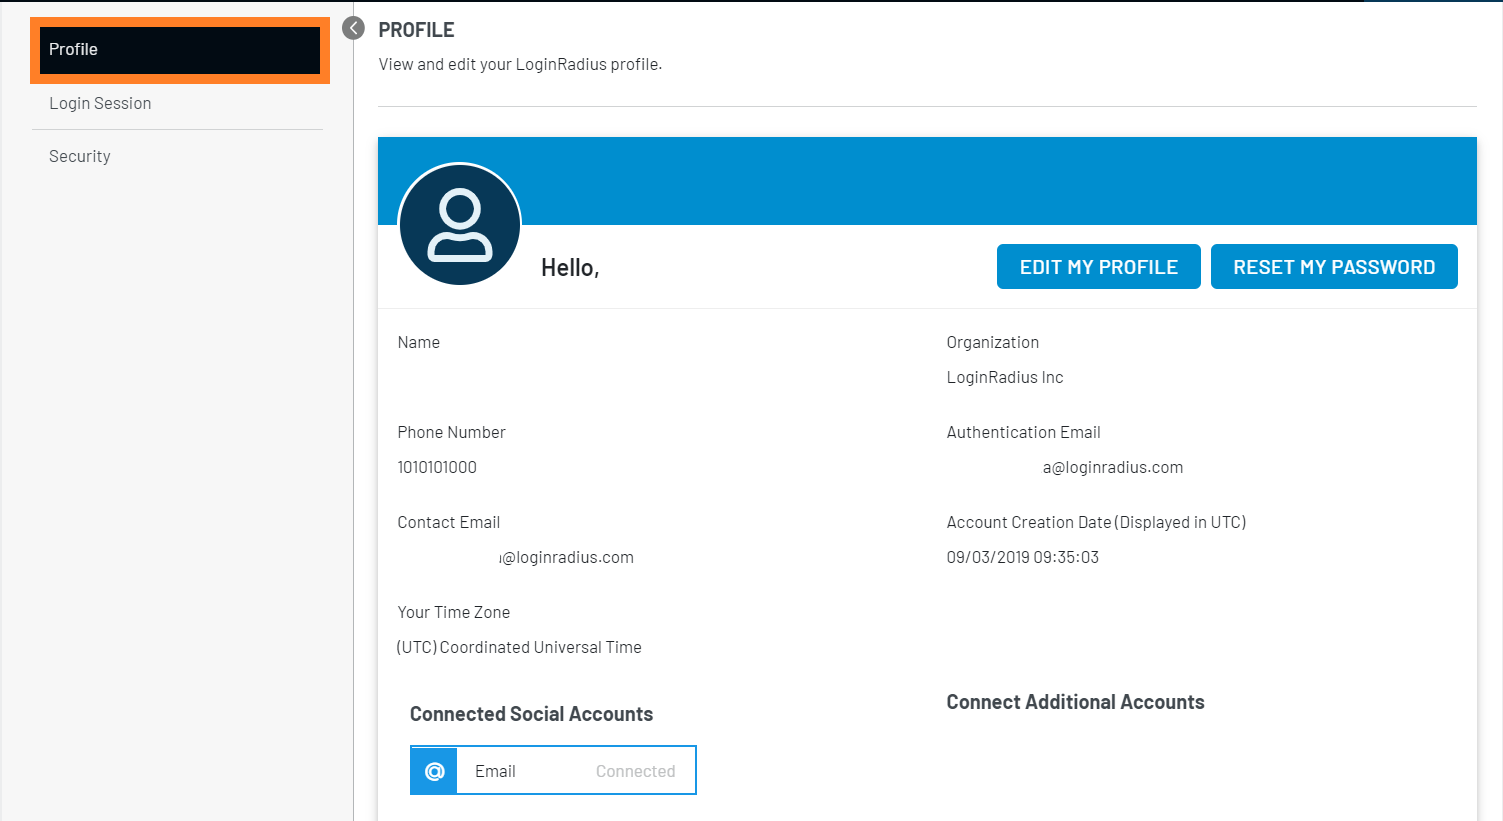 Profile
Login Session
Security
PROFILE
View and edit your LoginRadius profile.
Hello,
EDIT MY PROFILE
RESET MY PASSWORD
Name
Organization
LoginRadius Inc
Phone Number
1010101000
Authentication Email
a@loginradius.com
Contact Email
@loginradius.com
Account Creation Date (Displayed in UTC)
09/03/2019 09:35:03
Your Time Zone
(UTC) Coordinated Universal Time
Connected Social Accounts
@ Email Connected
Connect Additional Accounts